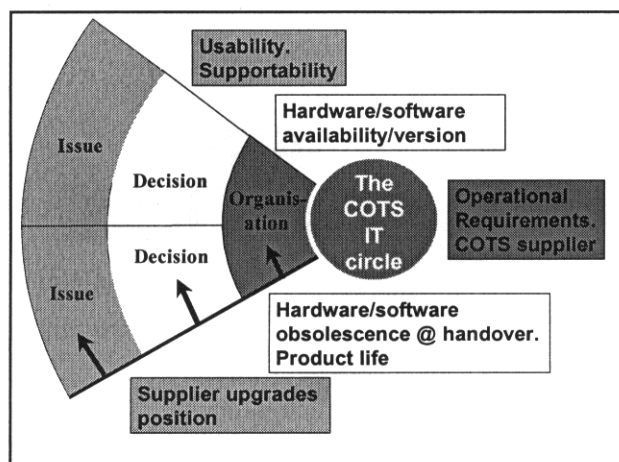 Usability.
Supportability
Hardware/software
availability/version
Issue
Decision
Organis-
ation
The
COTS
IT
circle
Operational
Requirements.
COTS supplier
Issue
Decision
Hardware/software
obsolescence @ handover.
Product life
Supplier upgrades
position